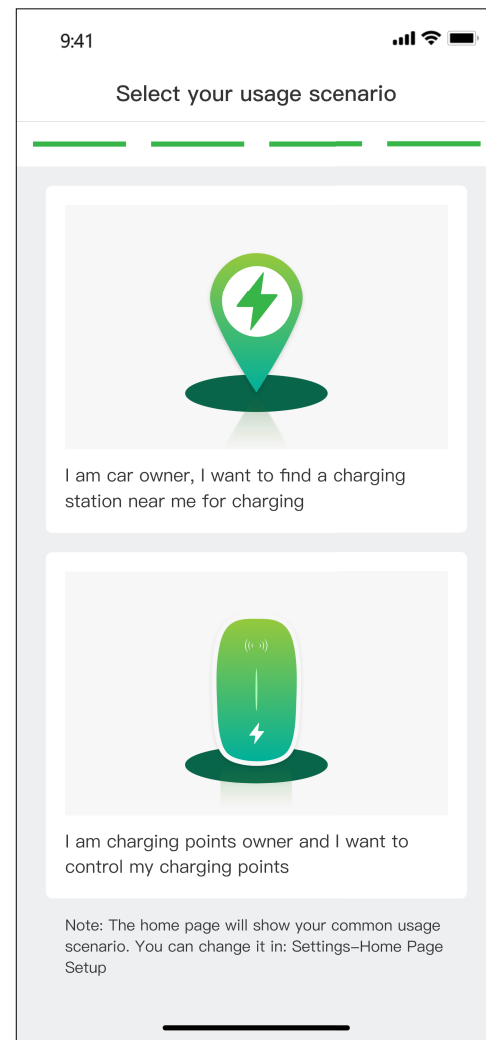 9:41
Select your usage scenario
I am car owner, I want to find a charging
station near me for charging
I am charging points owner and I want to
control my charging points
Note: The home page will show your common usage
scenario. You can change it in: Settings–Home Page
Setup